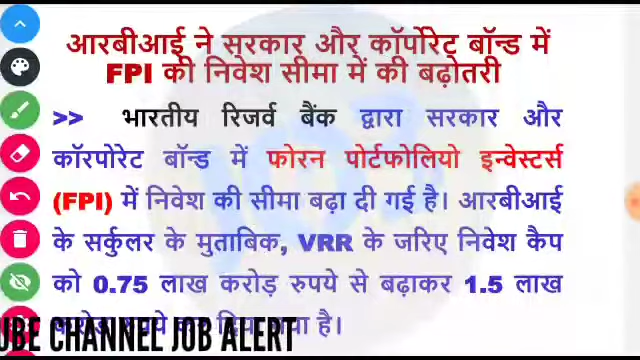 आरबीआई ने सरकार और कॉर्पोरेट बॉन्ड में
FPI की निवेश सीमा में की बढ़ोतरी
>> भारतीय रिजर्व बैंक द्वारा सरकार और
कॉरपोरेट बॉन्ड में फोरन पोर्टफोलियो इन्वेस्टर्स
(FPI) में निवेश की सीमा बढ़ा दी गई है। आरबीआई
के सर्कुलर के मुताबिक, VRR के जरिए निवेश कैप
को 0.75 लाख करोड़ रुपये से बढ़ाकर 1.5 लाख
है।
UBE CHANNEL JOB ALERT